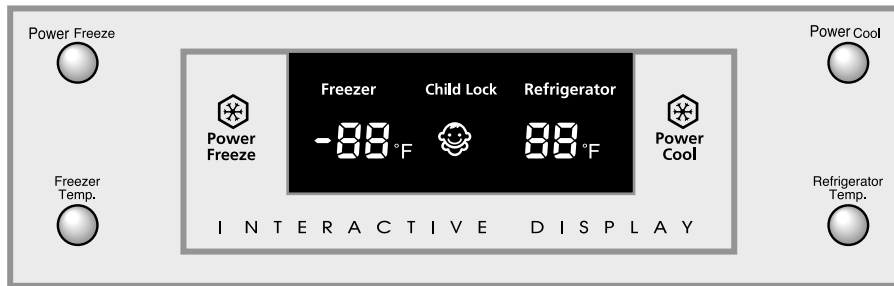 Power Freeze
Power Cool
Freezer
Child Lock
Refrigerator
-88 °F
88 °F
Power
Freeze
Power
Cool
Freezer
Temp.
Refrigerator
Temp.
INTERACTIVE DISPLAY